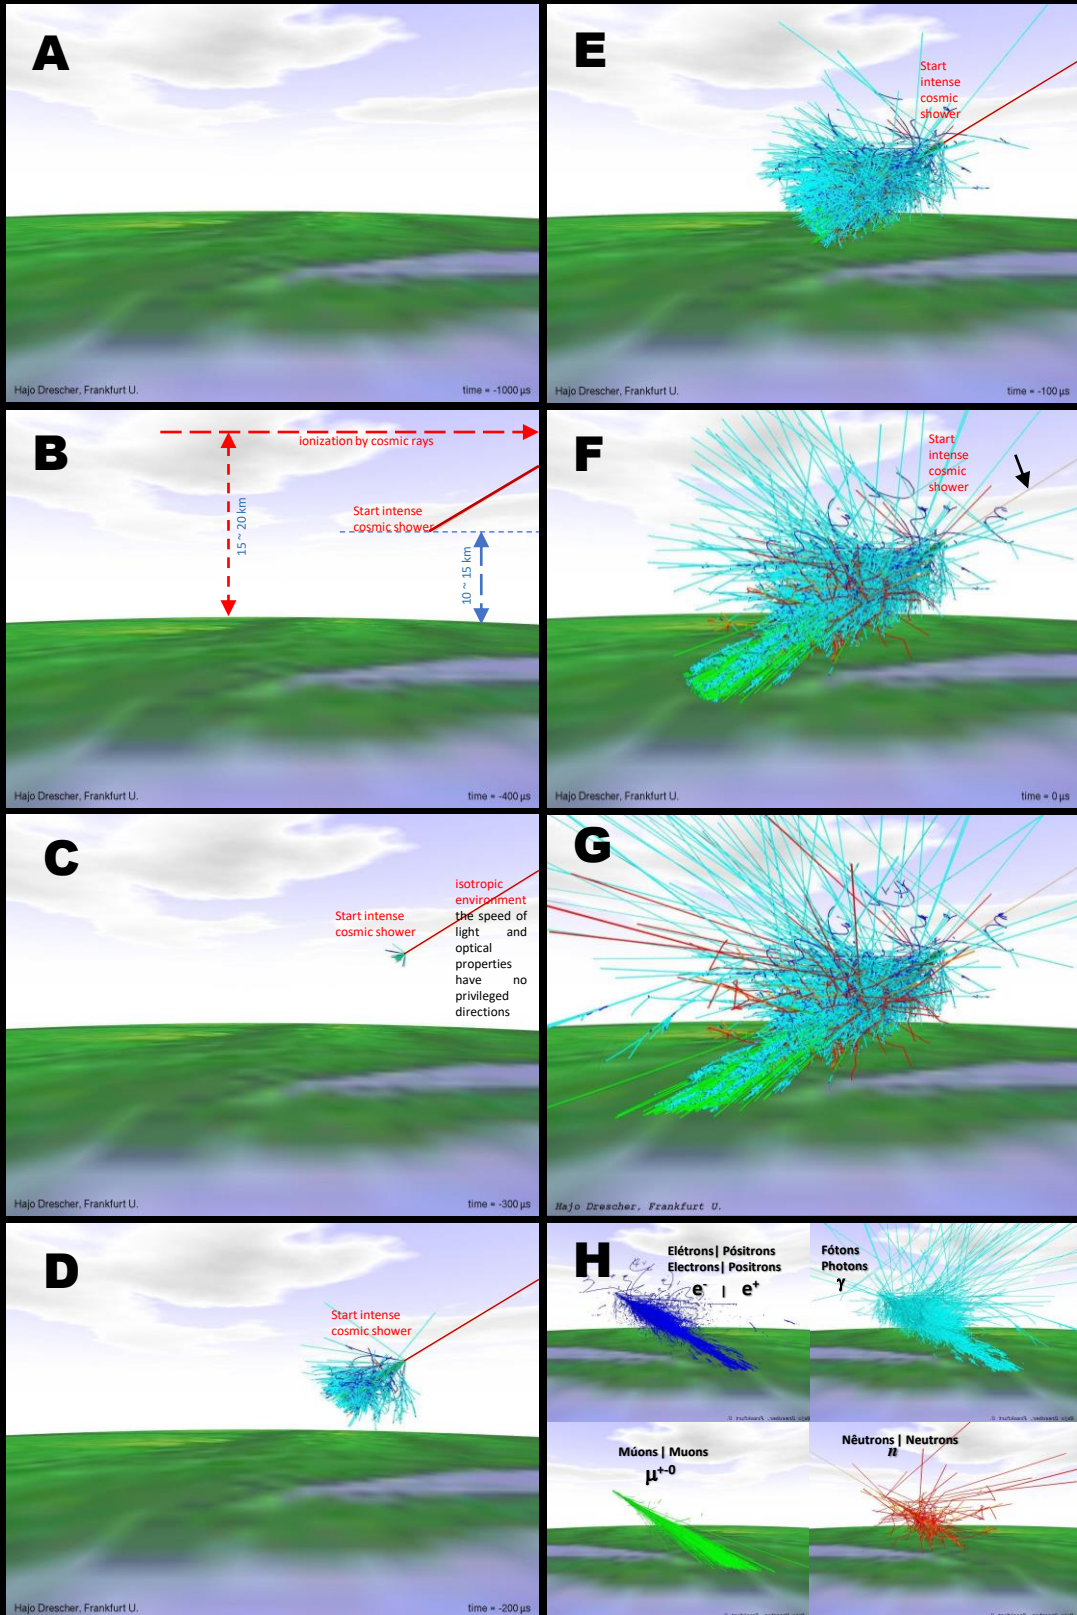 A
Hajo Drescher, Frankfurt U.
time = -1000 µs
B
ionization by cosmic rays
15 ~ 20 km
Start intense
cosmic shower
10 ~ 15 km
Hajo Drescher, Frankfurt U.
time = -400 µs
C
Start intense
cosmic shower
isotropic
environment
the speed of
light and
optical
properties
have no
privileged
directions
Hajo Drescher, Frankfurt U.
time = -300 µs
D
Start intense
cosmic shower
Hajo Drescher, Frankfurt U.
time = -200 µs
E
Start
intense
cosmic
shower
Hajo Drescher, Frankfurt U.
time = -100 µs
F
Start
intense
cosmic
shower
Hajo Drescher, Frankfurt U.
time = 0 µs
G
Hajo Drescher, Frankfurt U.
H
Elétrons| Pósitrons
Electrons| Positrons
e⁻ | e⁺
Fótons
Photons
γ
Hajo Drescher, Frankfurt U.
Múons | Muons
μ⁺⁻⁰
Nêutrons | Neutrons
n